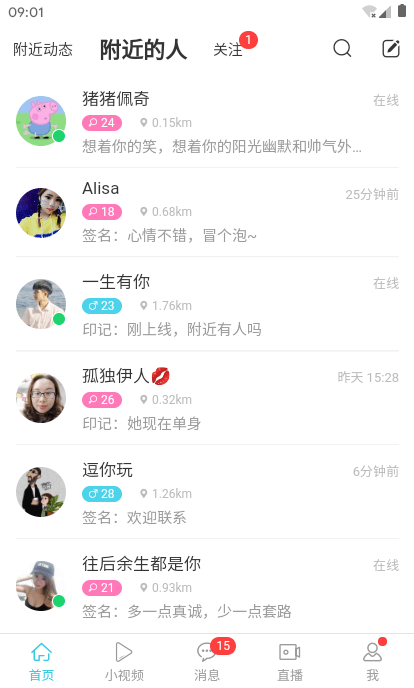 09:01
附近动态 附近的人 关注 1
猪猪佩奇 在线
24 0.15km
想着你的笑，想着你的阳光幽默和帅气外…
Alisa 25分钟前
18 0.68km
签名：心情不错，冒个泡~
一生有你 在线
23 1.76km
印记：刚上线，附近有人吗
孤独伊人💋 昨天 15:28
26 0.32km
印记：她现在单身
逗你玩 6分钟前
28 1.26km
签名：欢迎联系
往后余生都是你 在线
21 0.93km
签名：多一点真诚，少一点套路
15
首页 小视频 消息 直播 我